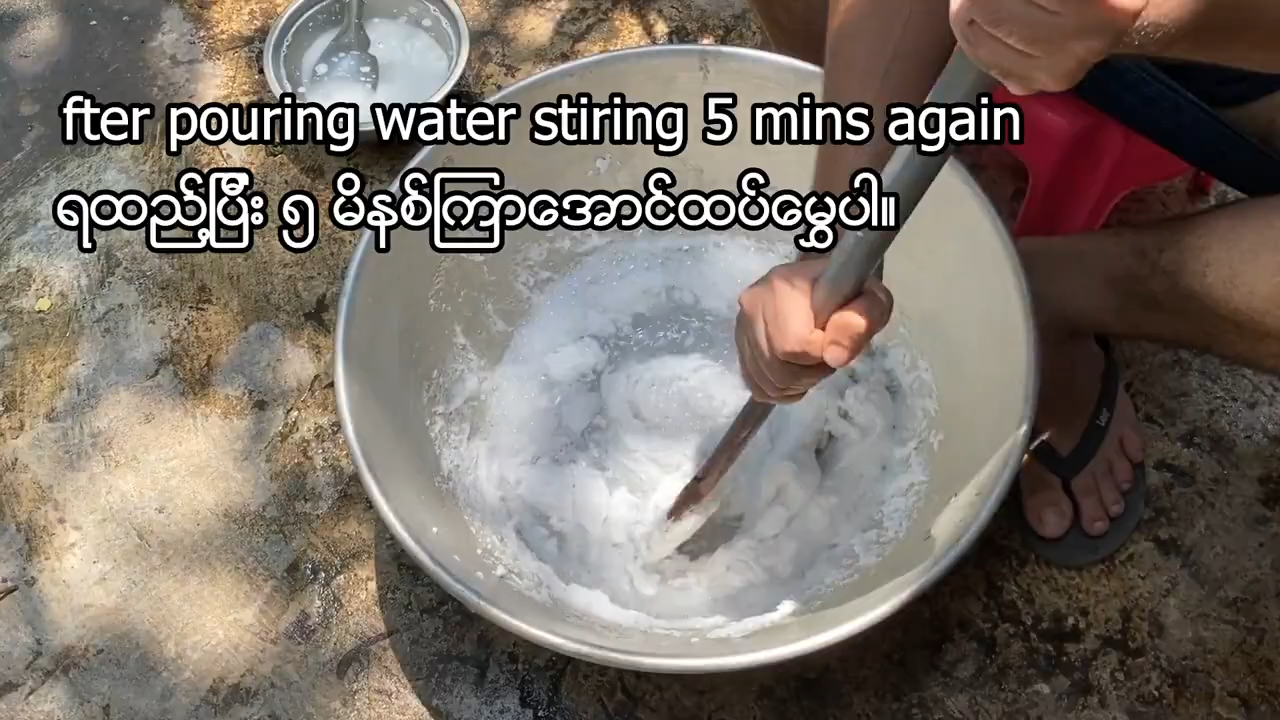 fter pouring water stiring 5 mins again
ရထည့်ပြီး ၅ မိနစ်ကြာအောင်ထပ်မွှေပါ။